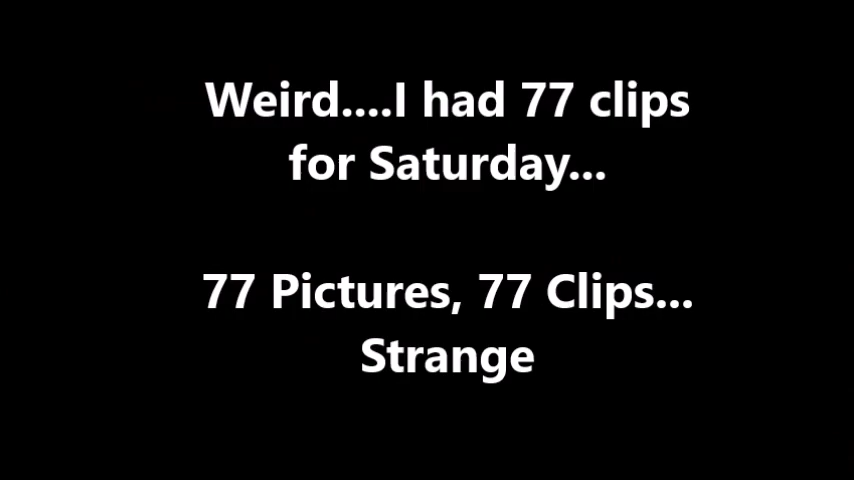 Weird....I had 77 clips
for Saturday...
77 Pictures, 77 Clips...
Strange